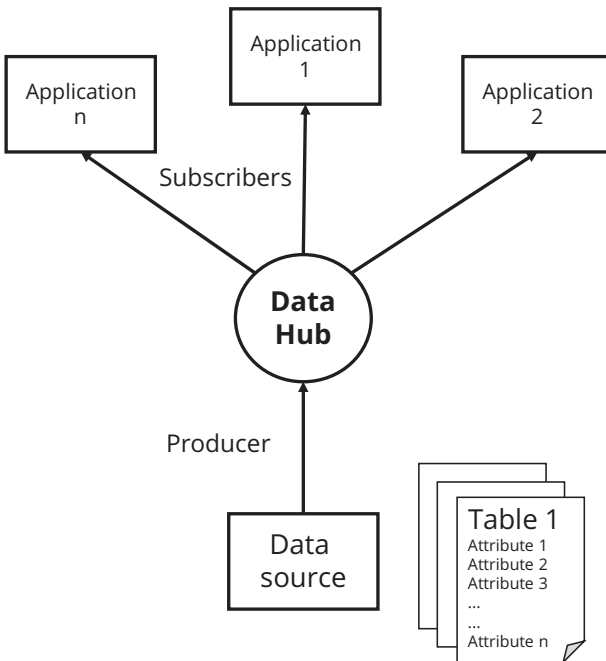 Application
1
Application
n
Application
2
Subscribers
Data
Hub
Producer
Data
source
Table 1
Attribute 1
Attribute 2
Attribute 3
...
...
Attribute n